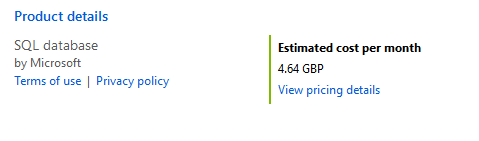 Product details
SQL database
by Microsoft
Terms of use | Privacy policy
Estimated cost per month
4.64 GBP
View pricing details